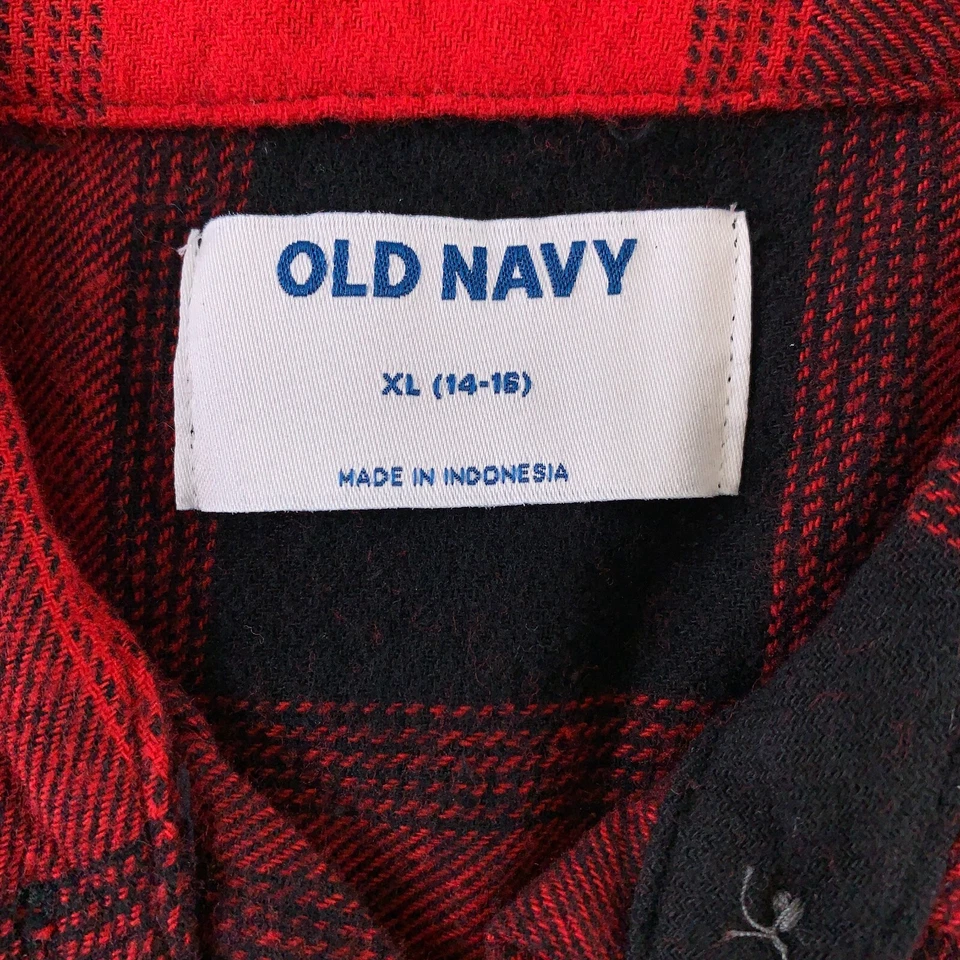 OLD NAVY
XL (14-16)
MADE IN INDONESIA